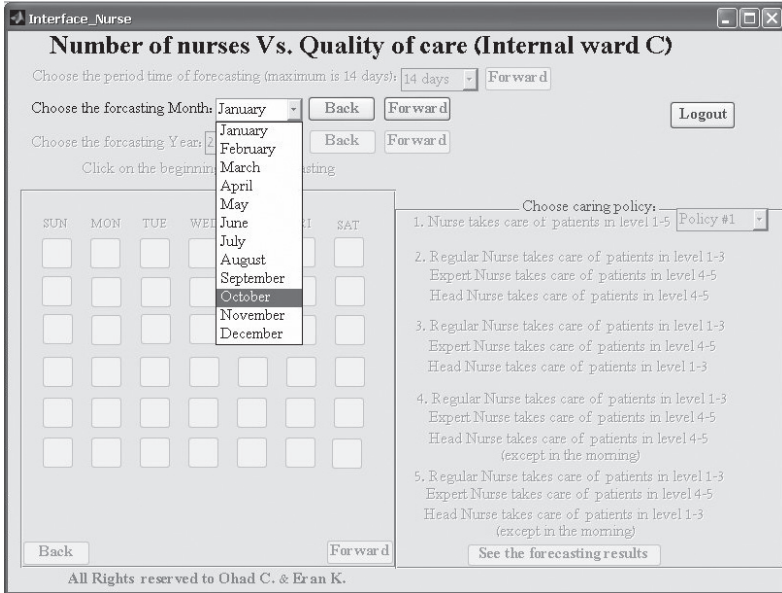 Interface_Nurse
Number of nurses Vs. Quality of care (Internal ward C)
Choose the period time of forecasting (maximum is 14 days): 14 days Forward
Choose the forcasting Month: January Back Forward
Logout
Choose the forcasting Year: 2 Back Forward
January
February
March
April
May
June
July
August
September
October
November
December
Click on the beginning
SUN MON TUE SAT
Back Forward
All Rights reserved to Ohad C. & Eran K.
Choose caring policy:
1. Nurse takes care of patients in level 1-5 Policy #1
2. Regular Nurse takes care of patients in level 1-3
Expert Nurse takes care of patients in level 4-5
Head Nurse takes care of patients in level 4-5
3. Regular Nurse takes care of patients in level 1-3
Expert Nurse takes care of patients in level 4-5
Head Nurse takes care of patients in level 1-3
4. Regular Nurse takes care of patients in level 1-3
Expert Nurse takes care of patients in level 4-5
Head Nurse takes care of patients in level 4-5
(except in the morning)
5. Regular Nurse takes care of patients in level 1-3
Expert Nurse takes care of patients in level 4-5
Head Nurse takes care of patients in level 1-3
(except in the morning)
See the forecasting results